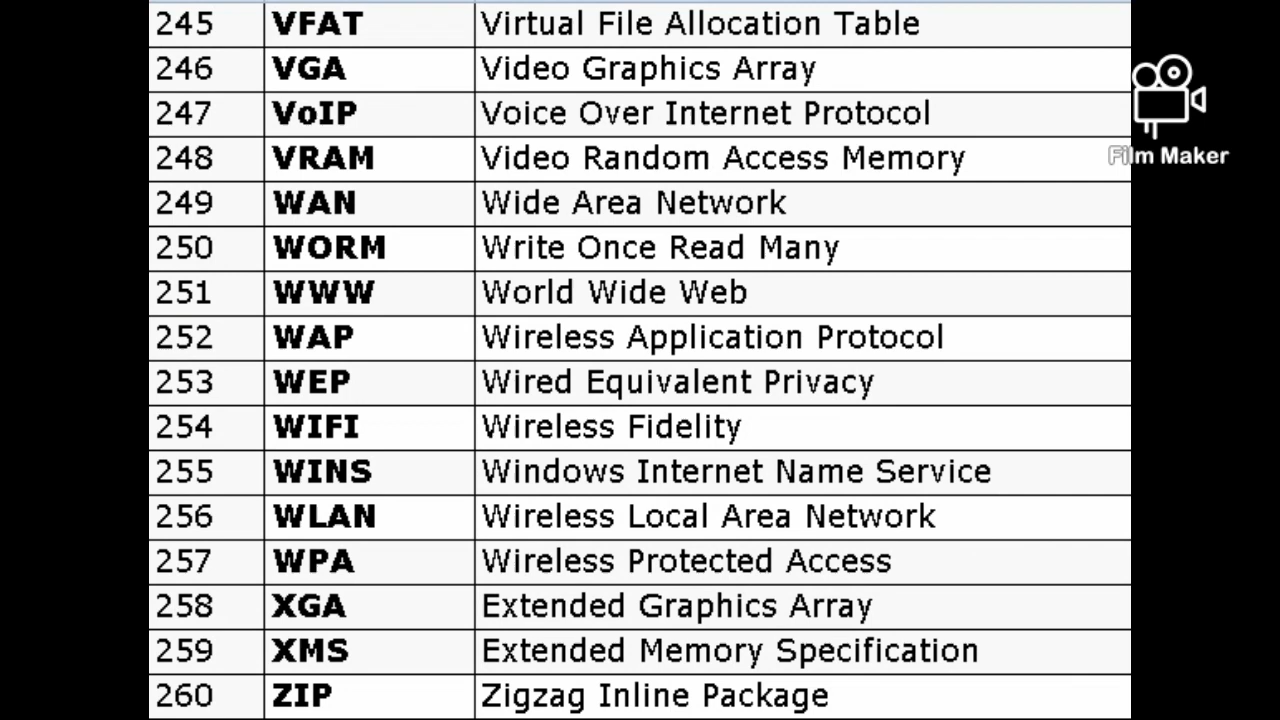 245 VFAT Virtual File Allocation Table
246 VGA Video Graphics Array
247 VoIP Voice Over Internet Protocol
248 VRAM Video Random Access Memory
249 WAN Wide Area Network
250 WORM Write Once Read Many
251 WWW World Wide Web
252 WAP Wireless Application Protocol
253 WEP Wired Equivalent Privacy
254 WIFI Wireless Fidelity
255 WINS Windows Internet Name Service
256 WLAN Wireless Local Area Network
257 WPA Wireless Protected Access
258 XGA Extended Graphics Array
259 XMS Extended Memory Specification
260 ZIP Zigzag Inline Package
Film Maker